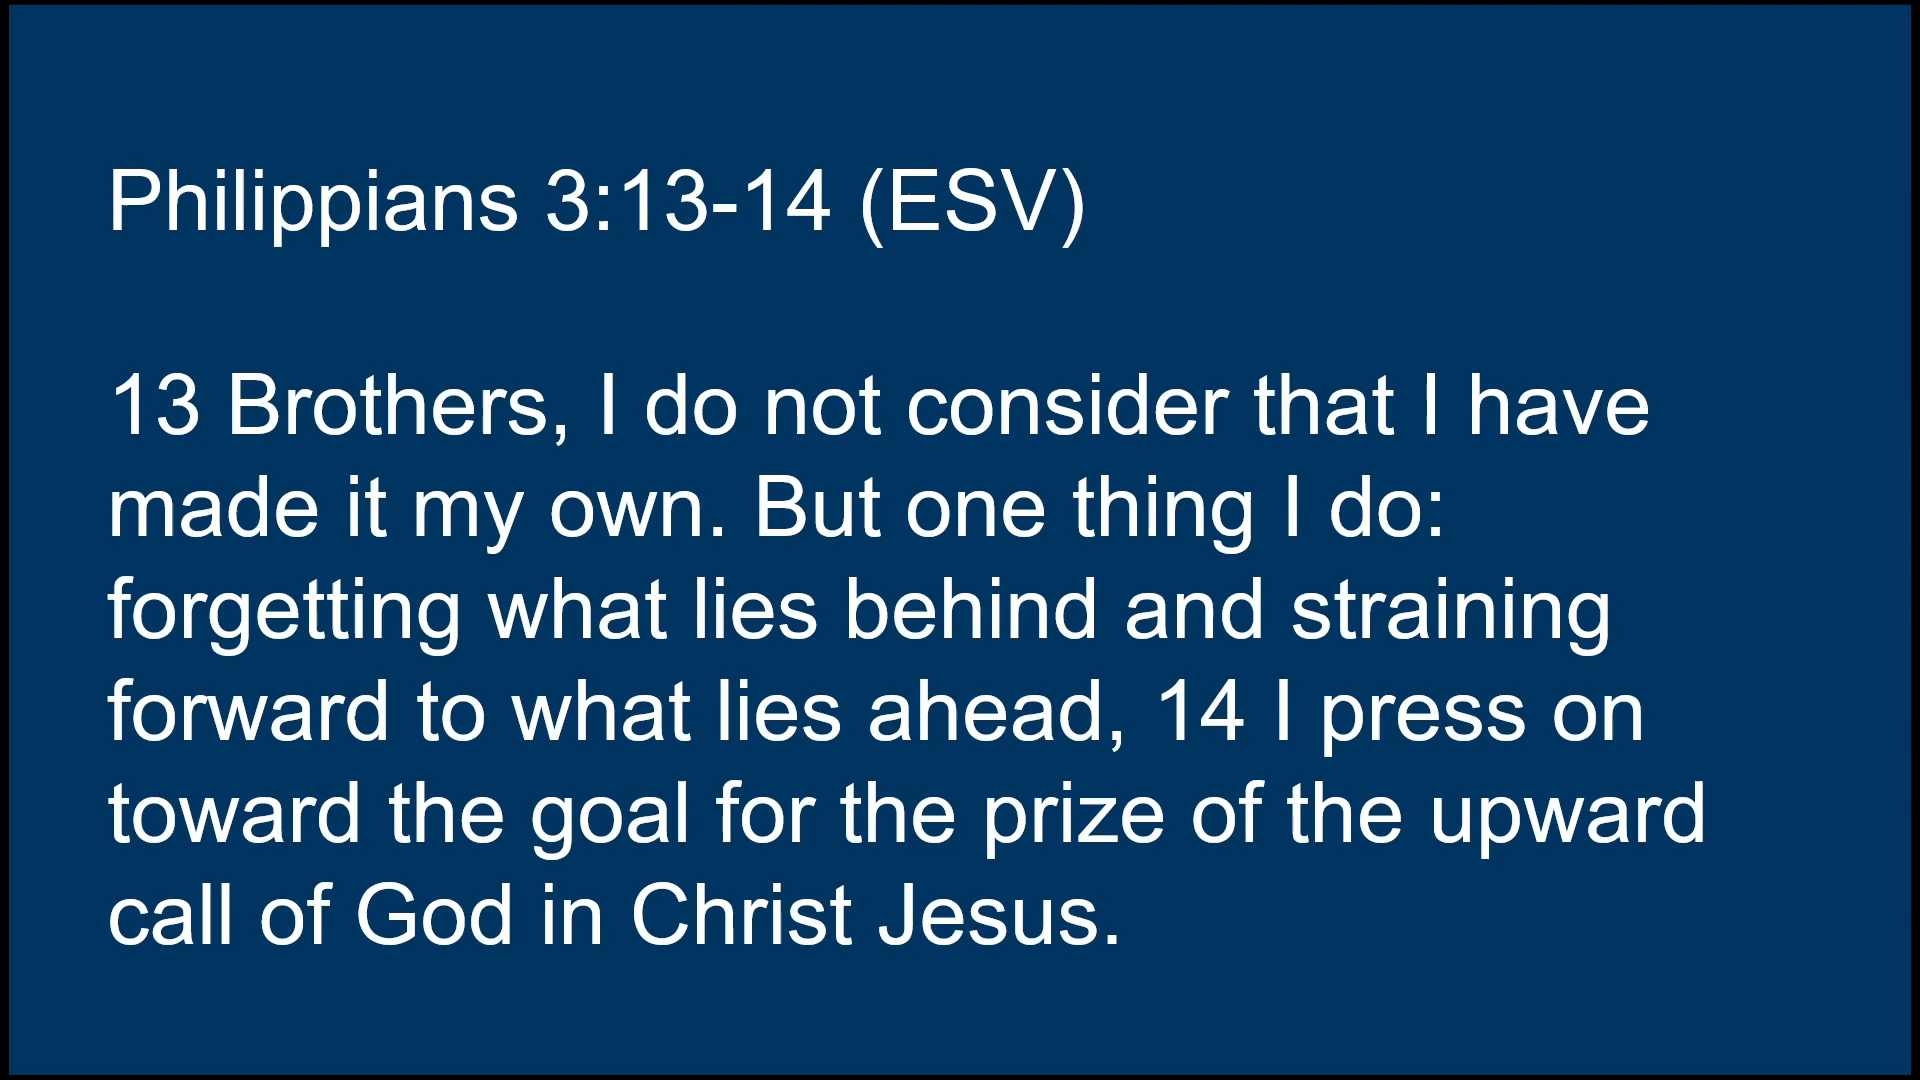 Philippians 3:13-14 (ESV)
13 Brothers, I do not consider that I have
made it my own. But one thing I do:
forgetting what lies behind and straining
forward to what lies ahead, 14 I press on
toward the goal for the prize of the upward
call of God in Christ Jesus.